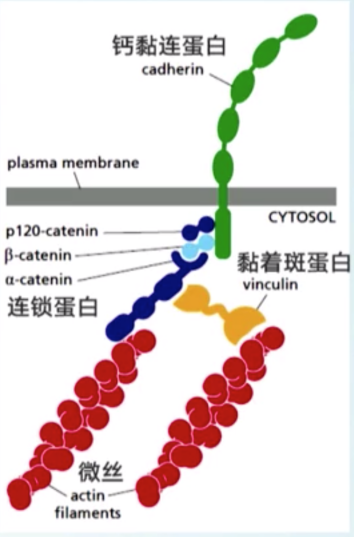 钙黏连蛋白
cadherin
plasma membrane
CYTOSOL
p120-catenin
β-catenin
α-catenin
连锁蛋白
黏着斑蛋白
vinculin
微丝
actin
filaments